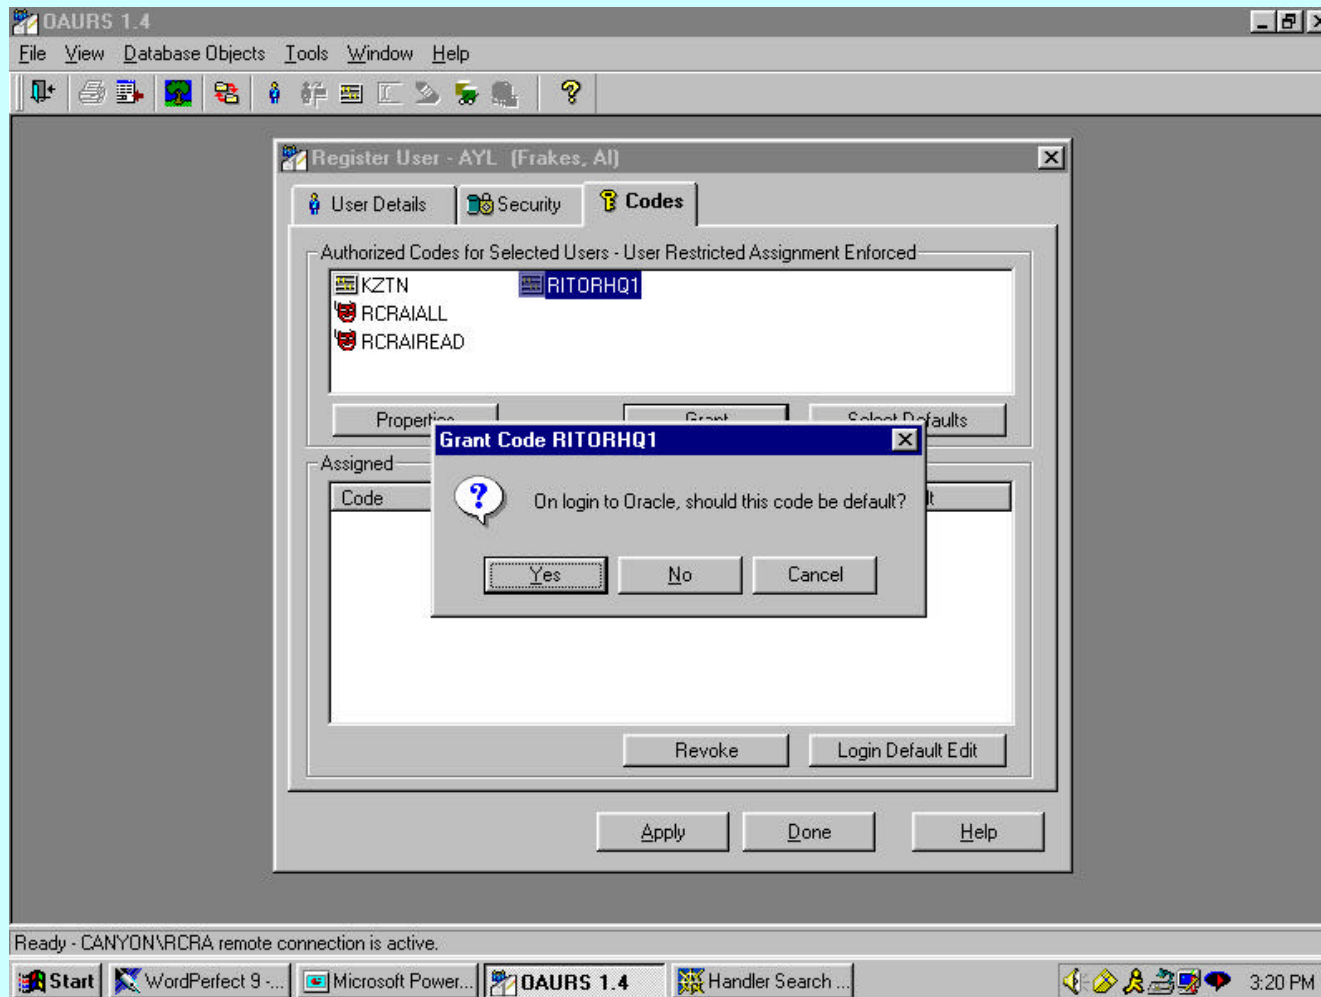 OAURS 1.4
File View Database Objects Tools Window Help
Register User - AYL (Frakes, Al)
User Details Security Codes
Authorized Codes for Selected Users - User Restricted Assignment Enforced
KZTN RITORHQ1
RCRAIALL
RCRAIREAD
Properties Grant Select Defaults
Grant Code RITORHQ1
Assigned
Code
On login to Oracle, should this code be default?
Yes No Cancel
Revoke Login Default Edit
Apply Done Help
Ready - CANYON\RCRA remote connection is active.
Start WordPerfect 9 -... Microsoft Power... OAURS 1.4 Handler Search ... 3:20 PM